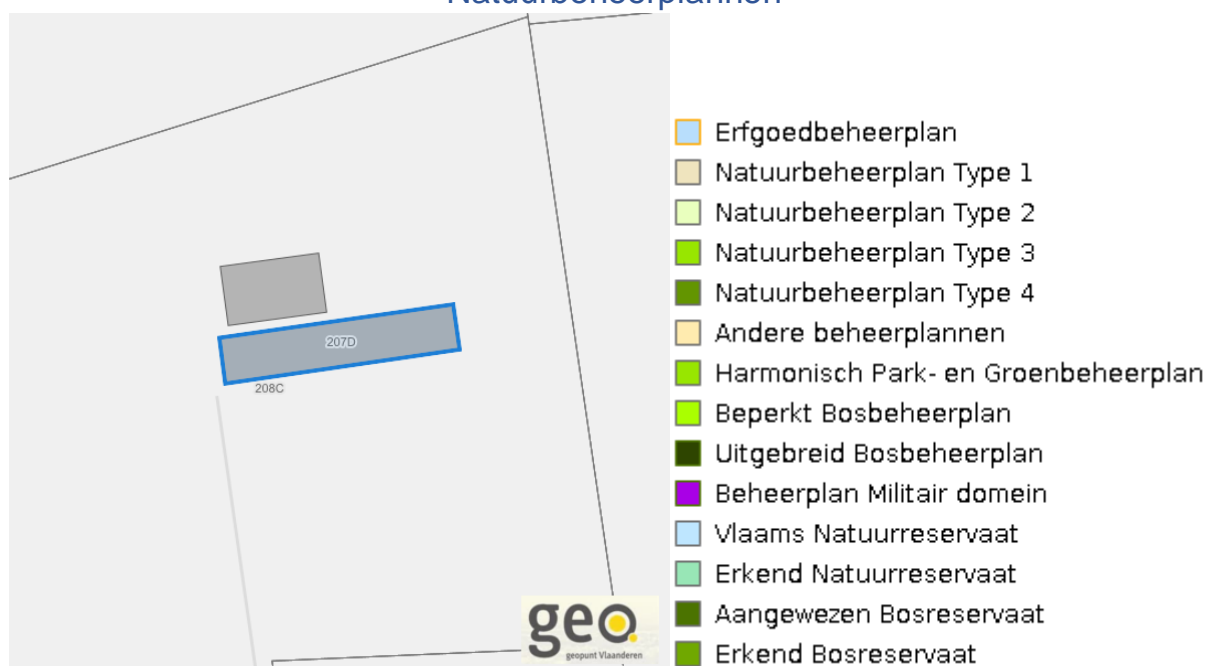 Natuurbeheerplannen
207D
208C
geo
geopunt Vlaanderen
Erfgoedbeheerplan
Natuurbeheerplan Type 1
Natuurbeheerplan Type 2
Natuurbeheerplan Type 3
Natuurbeheerplan Type 4
Andere beheerplannen
Harmonisch Park- en Groenbeheerplan
Beperkt Bosbeheerplan
Uitgebreid Bosbeheerplan
Beheerplan Militair domein
Vlaams Natuurreservaat
Erkend Natuurreservaat
Aangewezen Bosreservaat
Erkend Bosreservaat